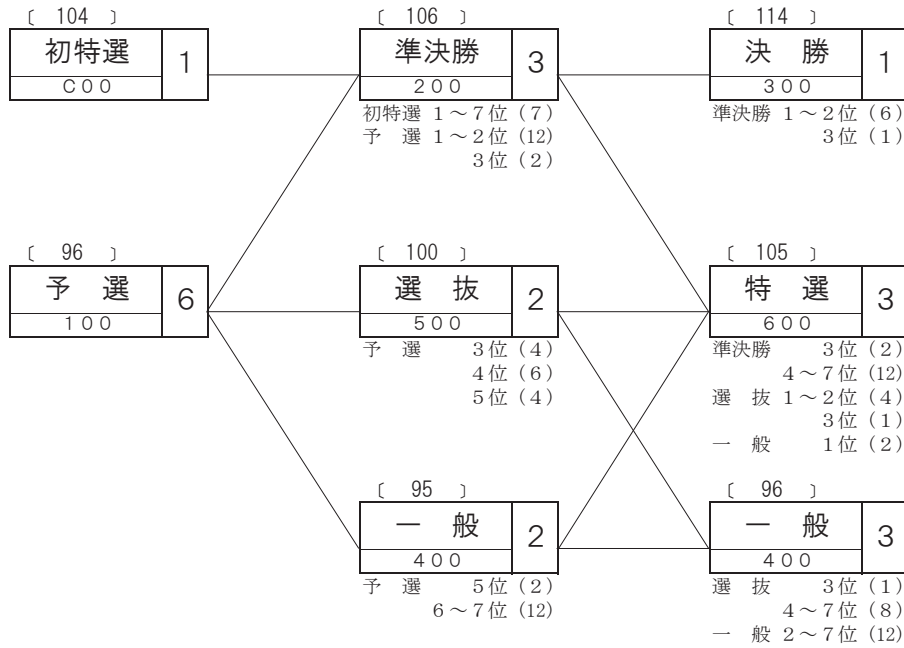 〔 104 〕
初特選 1
C00
〔 106 〕
準決勝 3
200
初特選 1～7位 (7)
予 選 1～2位 (12)
3位 (2)
〔 114 〕
決 勝 1
300
準決勝 1～2位 (6)
3位 (1)
〔 96 〕
予 選 6
100
〔 100 〕
選 抜 2
500
予 選 3位 (4)
4位 (6)
5位 (4)
〔 105 〕
特 選 3
600
準決勝 3位 (2)
4～7位 (12)
選 抜 1～2位 (4)
3位 (1)
一 般 1位 (2)
〔 95 〕
一 般 2
400
予 選 5位 (2)
6～7位 (12)
〔 96 〕
一 般 3
400
選 抜 3位 (1)
4～7位 (8)
一 般 2～7位 (12)